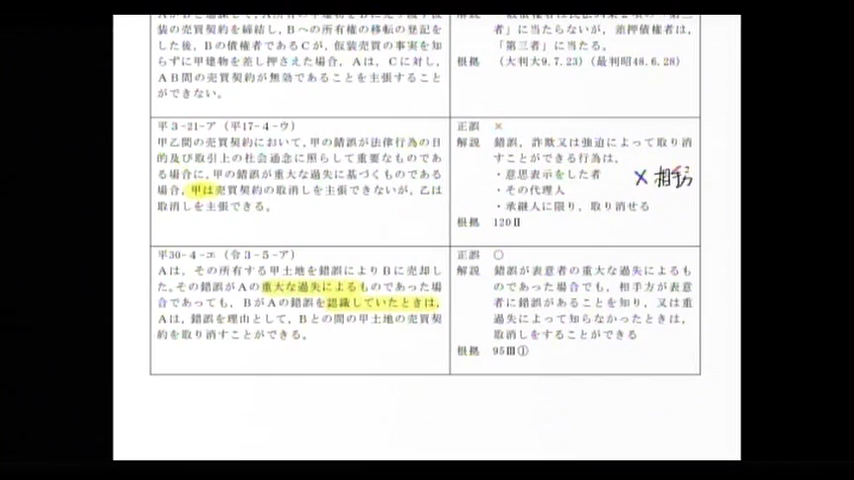 装の売買契約を締結し、Bへの所有権の移転の登記を
した後、Bの債権者であるCが、仮装売買の事実を知
らずに甲建物を差し押さえた場合、Aは、Cに対し、
AB間の売買契約が無効であることを主張すること
ができない。
者」に当たらないが、差押債権者は、
「第三者」に当たる。
根拠 (大判大9.7.23)(最判昭48.6.28)
平3-21-ア(平17-4-ウ)
甲乙間の売買契約において、甲の錯誤が法律行為の目
的及び取引上の社会通念に照らして重要なものであ
る場合に、甲の錯誤が重大な過失に基づくものである
場合、甲は売買契約の取消しを主張できないが、乙は
取消しを主張できる。
正誤 ×
解説 錯誤、詐欺又は強迫によって取り消
すことができる行為は、
・意思表示をした者
・その代理人
・承継人に限り、取り消せる
× 相手方
根拠 120Ⅱ
平30-4-エ(令3-5-ア)
Aは、その所有する甲土地を錯誤によりBに売却し
た。その錯誤がAの重大な過失によるものであった場
合であっても、BがAの錯誤を認識していたときは、
Aは、錯誤を理由として、Bとの間の甲土地の売買契
約を取り消すことができる。
正誤 ○
解説 錯誤が表意者の重大な過失によるも
のであった場合でも、相手方が表意
者に錯誤があることを知り、又は重
過失によって知らなかったときは、
取消しをすることができる
根拠 95Ⅲ①